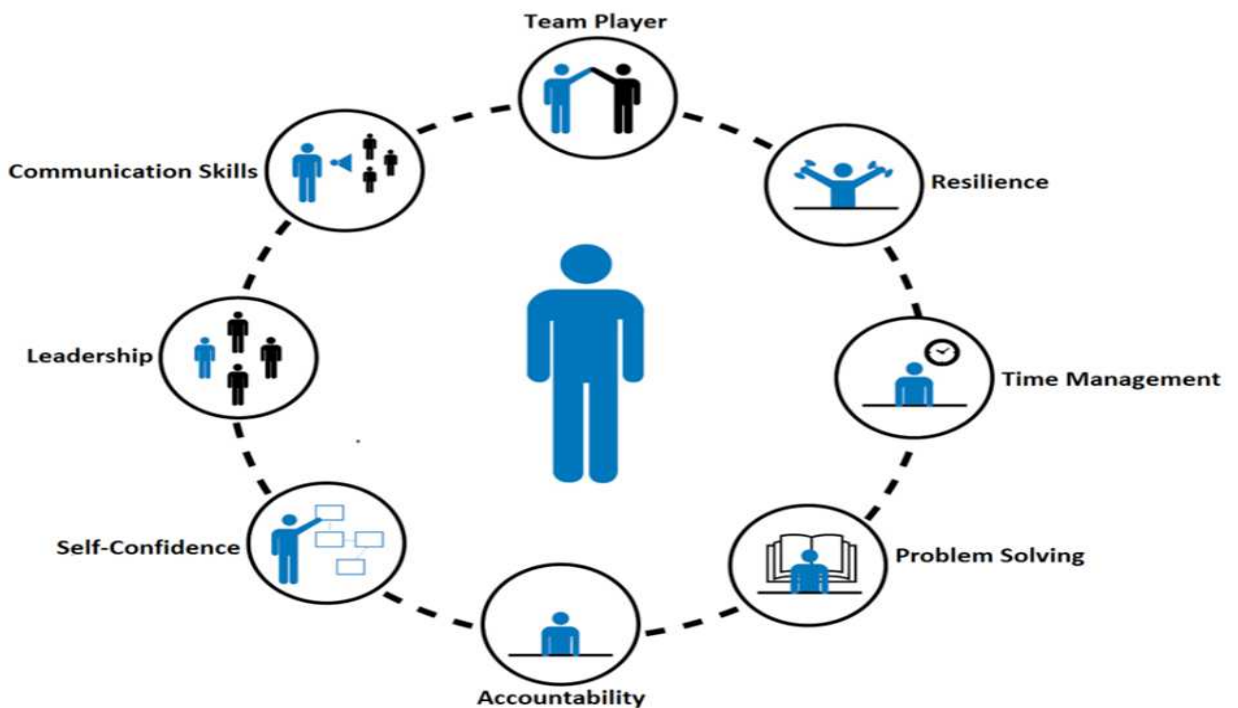 Team Player
Communication Skills
Resilience
Leadership
Time Management
Self-Confidence
Problem Solving
Accountability